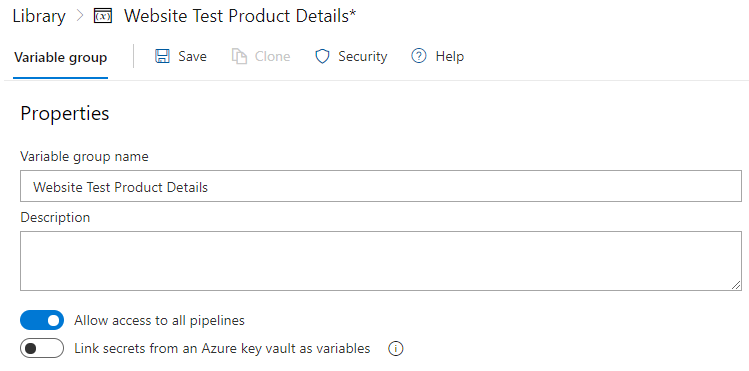 Library > (x) Website Test Product Details*
Variable group Save Clone Security ? Help
Properties
Variable group name
Website Test Product Details
Description
Allow access to all pipelines
Link secrets from an Azure key vault as variables i